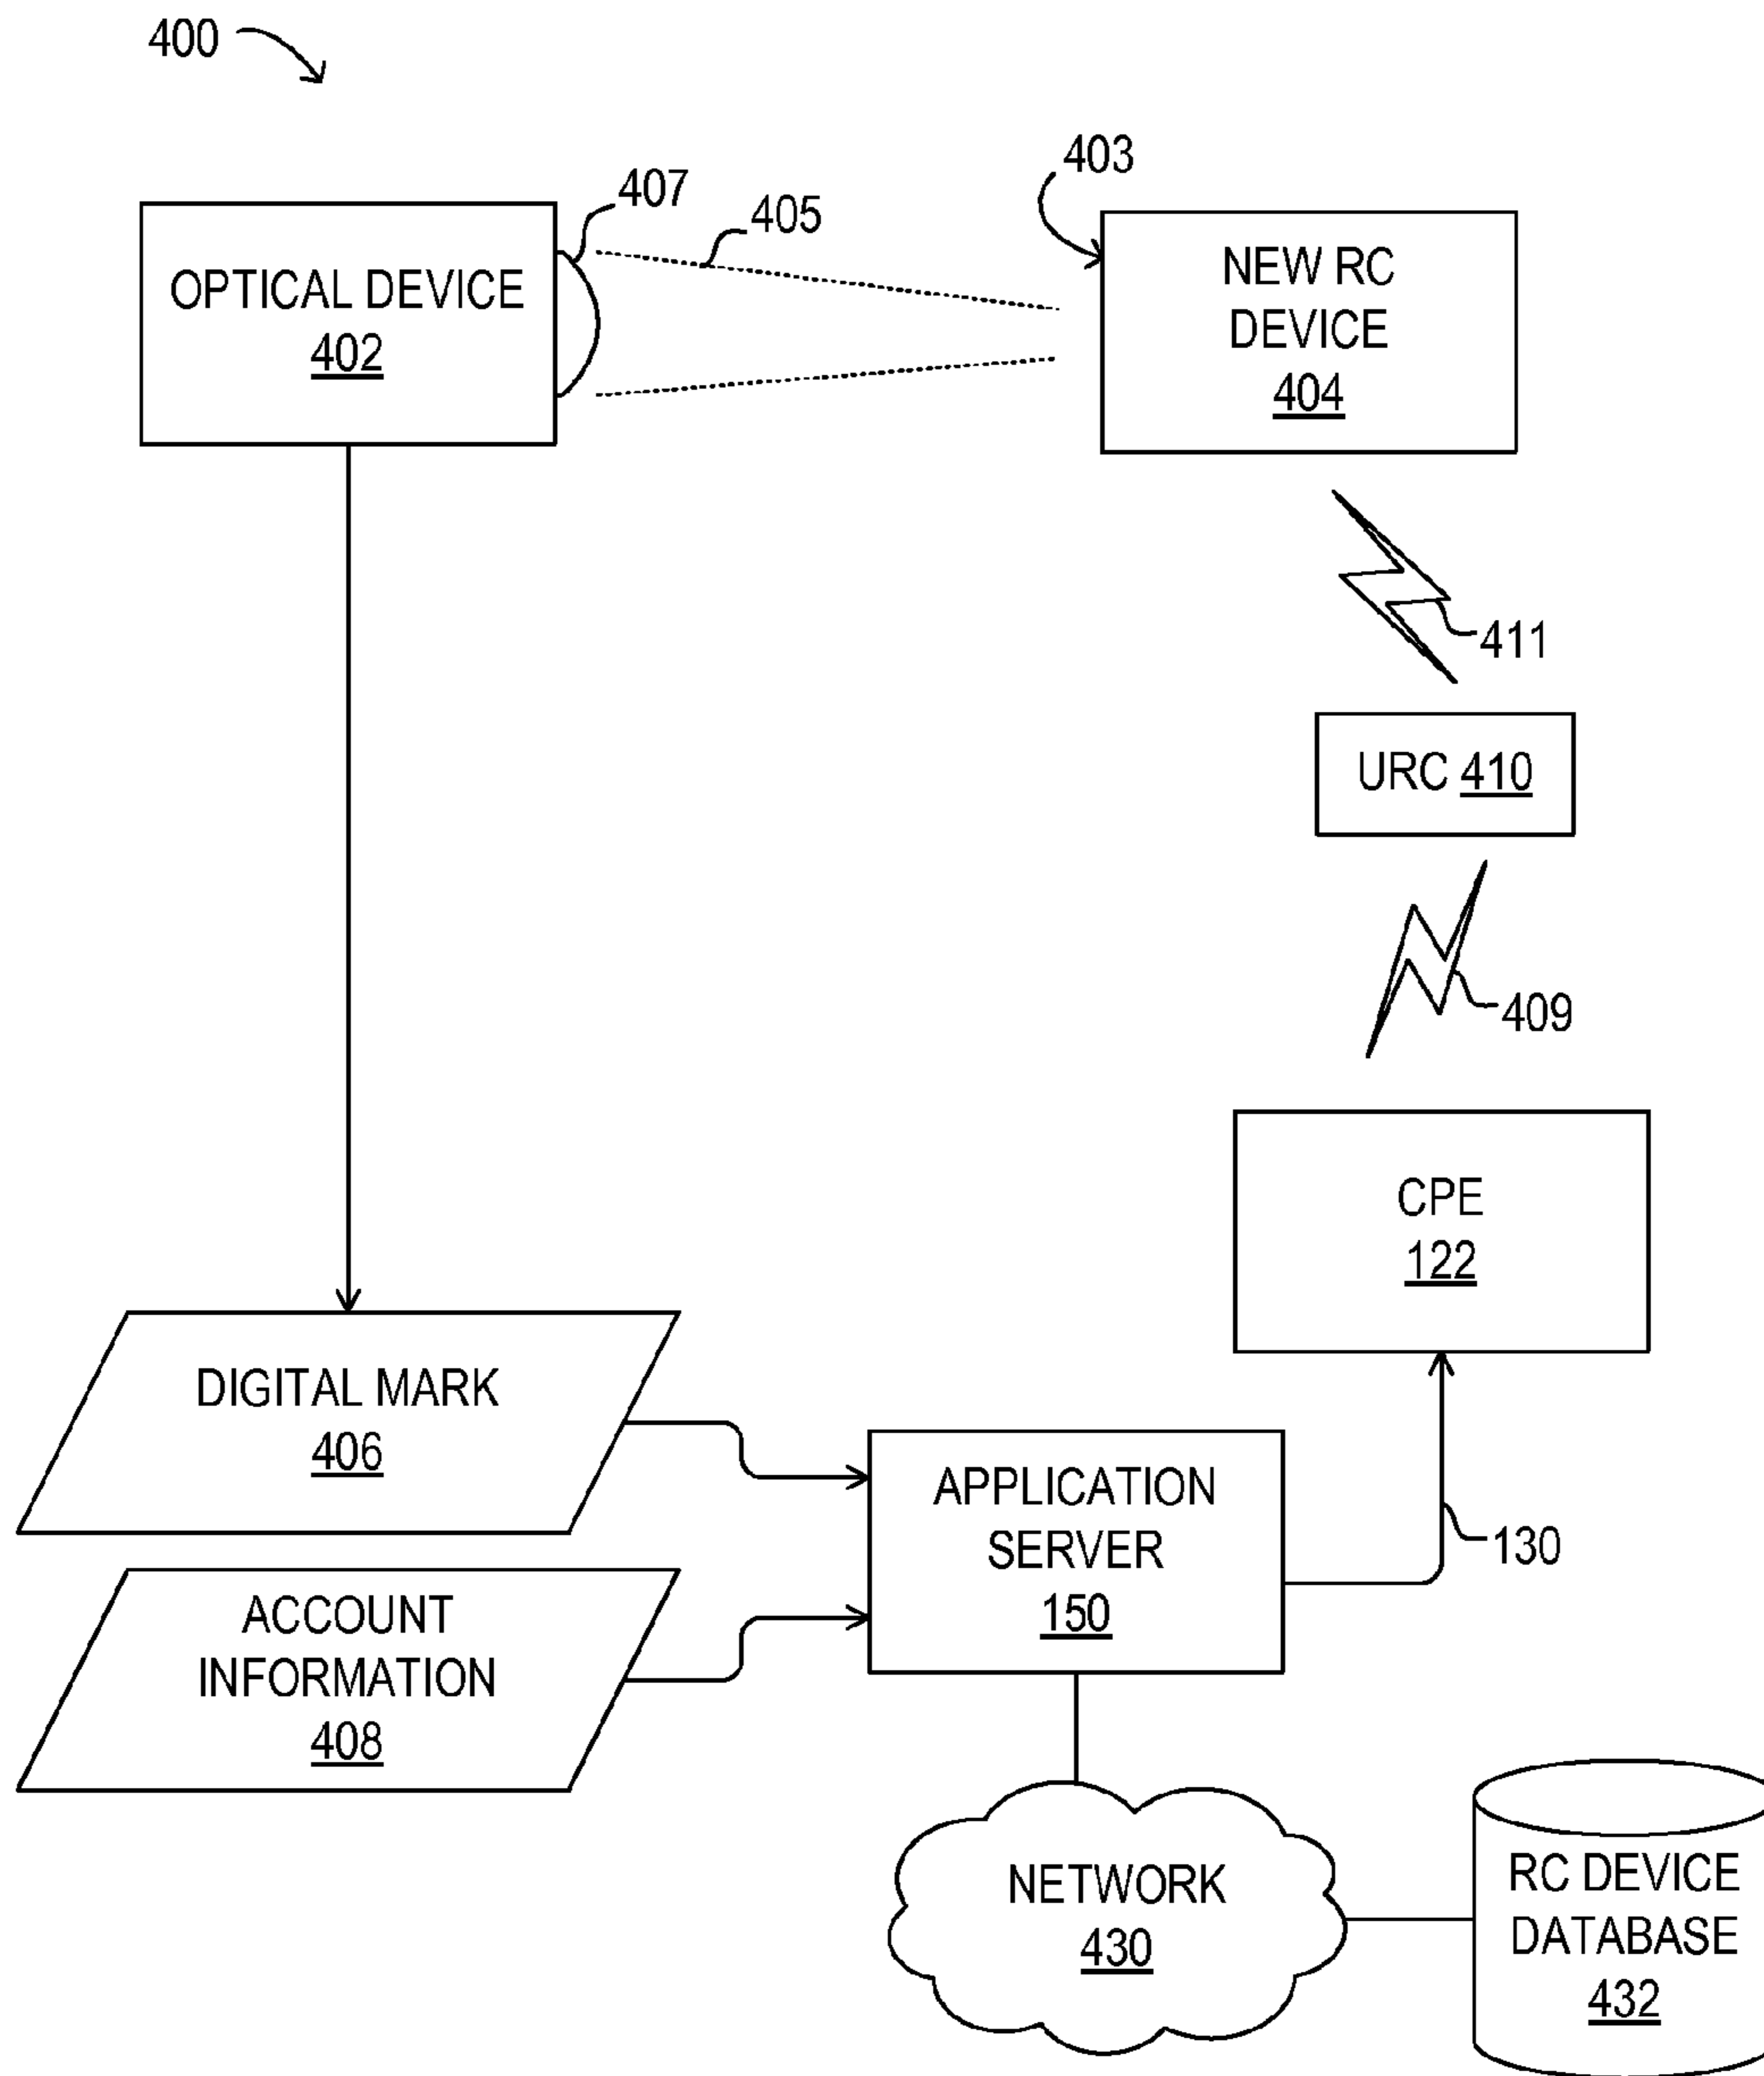 400
403
407
405
OPTICAL DEVICE
402
NEW RC
DEVICE
404
411
URC 410
409
CPE
122
DIGITAL MARK
406
APPLICATION
SERVER
150
130
ACCOUNT
INFORMATION
408
NETWORK
430
RC DEVICE
DATABASE
432